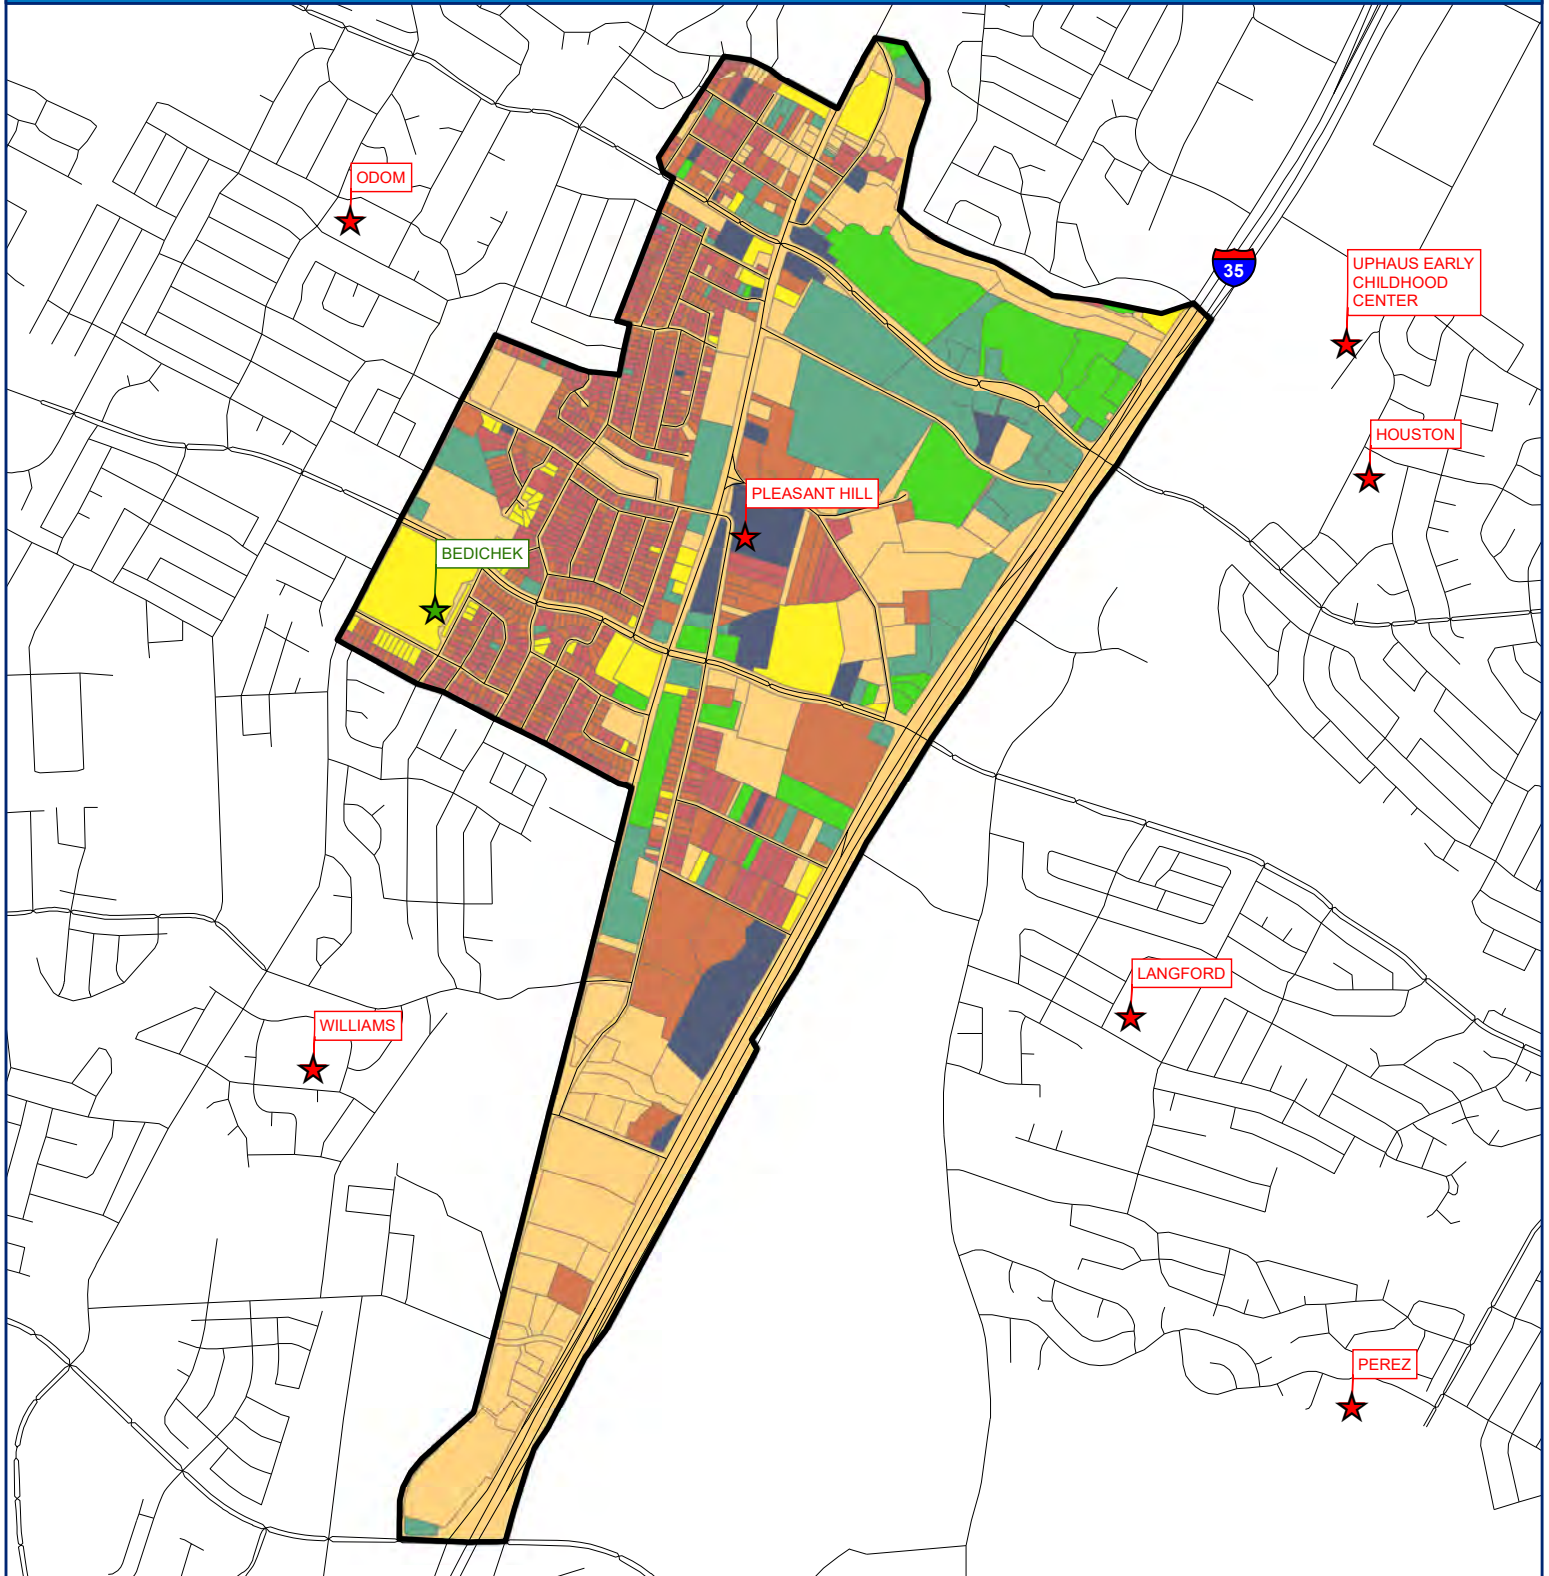 ODOM
35
UPHAUS EARLY
CHILDHOOD
CENTER
HOUSTON
PLEASANT HILL
BEDICHEK
LANGFORD
WILLIAMS
PEREZ